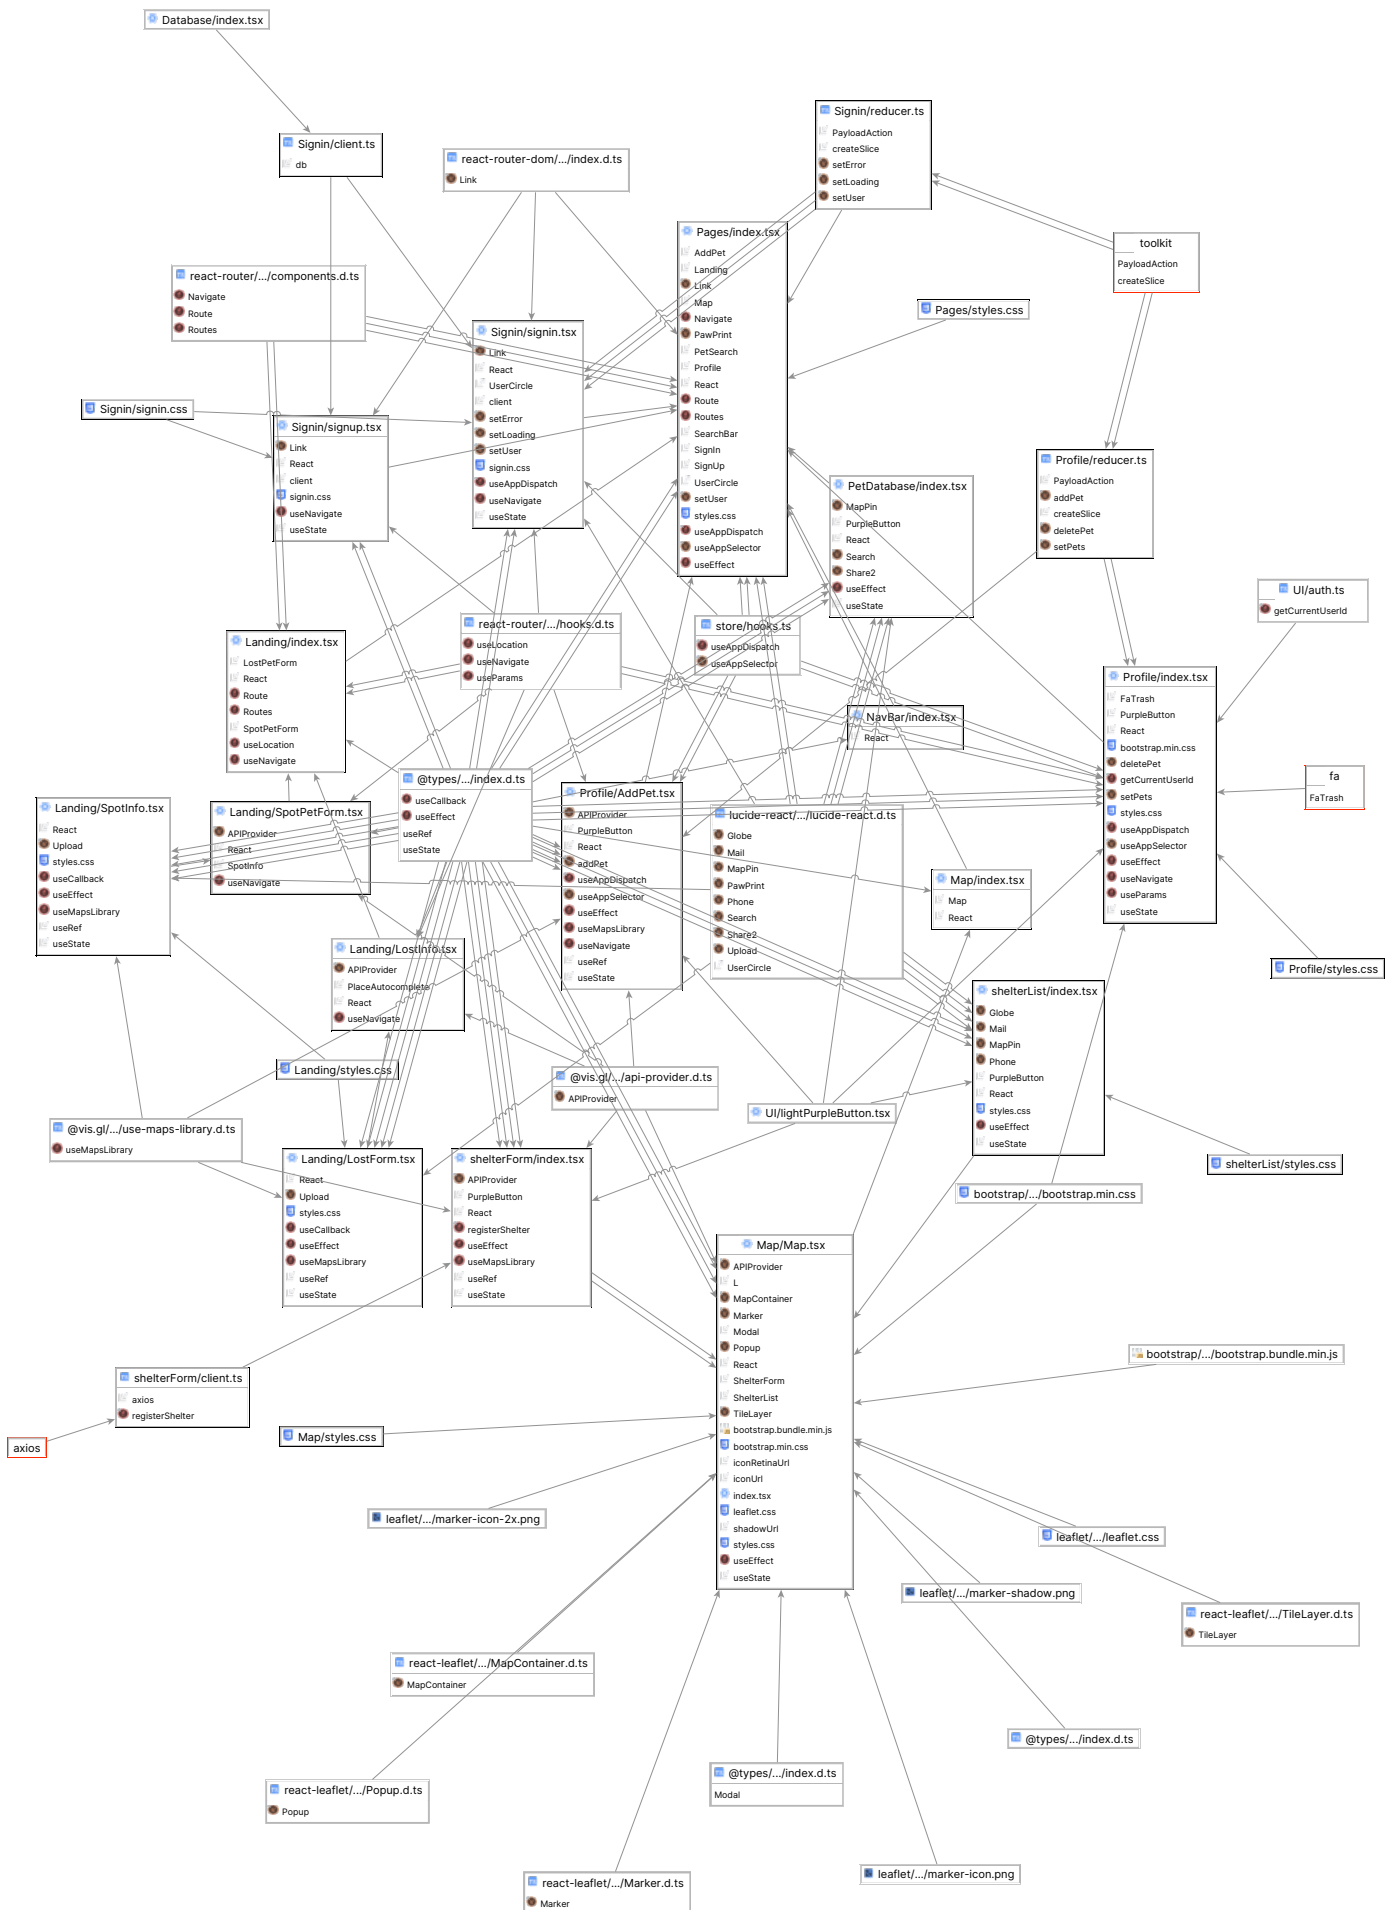 Database/index.tsx
Signin/client.ts
db
react-router-dom/.../index.d.ts
Link
Signin/reducer.ts
PayloadAction
createSlice
setError
setLoading
setUser
toolkit
PayloadAction
createSlice
Pages/index.tsx
AddPet
Landing
Link
Map
Navigate
PawPrint
PetSearch
Profile
React
Route
Routes
SearchBar
SignIn
SignUp
UserCircle
setUser
styles.css
useAppDispatch
useAppSelector
useEffect
react-router/.../components.d.ts
Navigate
Route
Routes
Pages/styles.css
Signin/signin.tsx
Link
React
UserCircle
client
setError
setLoading
setUser
signin.css
useAppDispatch
useNavigate
useState
Signin/signin.css
Signin/signup.tsx
Link
React
client
signin.css
useNavigate
useState
Profile/reducer.ts
PayloadAction
addPet
createSlice
deletePet
setPets
PetDatabase/index.tsx
MapPin
PurpleButton
React
Search
Share2
useEffect
useState
UI/auth.ts
getCurrentUserId
react-router/.../hooks.d.ts
useLocation
useNavigate
useParams
store/hooks.ts
useAppDispatch
useAppSelector
Landing/index.tsx
LostPetForm
React
Route
Routes
SpotPetForm
useLocation
useNavigate
Profile/index.tsx
FaTrash
PurpleButton
React
bootstrap.min.css
deletePet
getCurrentUserId
setPets
styles.css
useAppDispatch
useAppSelector
useEffect
useNavigate
useParams
useState
NavBar/index.tsx
React
fa
FaTrash
@types/.../index.d.ts
useCallback
useEffect
useRef
useState
Landing/SpotInfo.tsx
React
Upload
styles.css
useCallback
useEffect
useMapsLibrary
useRef
useState
Landing/SpotPetForm.tsx
APIProvider
React
SpotInfo
useNavigate
Profile/AddPet.tsx
APIProvider
PurpleButton
React
addPet
useAppDispatch
useAppSelector
useEffect
useMapsLibrary
useNavigate
useRef
useState
lucide-react/.../lucide-react.d.ts
Globe
Mail
MapPin
PawPrint
Phone
Search
Share2
Upload
UserCircle
Map/index.tsx
Map
React
Landing/LostInfo.tsx
APIProvider
PlaceAutocomplete
React
useNavigate
Profile/styles.css
shelterList/index.tsx
Globe
Mail
MapPin
Phone
PurpleButton
React
styles.css
useEffect
useState
Landing/styles.css
@vis.gl/.../api-provider.d.ts
APIProvider
UI/lightPurpleButton.tsx
@vis.gl/.../use-maps-library.d.ts
useMapsLibrary
Landing/LostForm.tsx
React
Upload
styles.css
useCallback
useEffect
useMapsLibrary
useRef
useState
shelterForm/index.tsx
APIProvider
PurpleButton
React
registerShelter
useEffect
useMapsLibrary
useRef
useState
shelterList/styles.css
bootstrap/.../bootstrap.min.css
Map/Map.tsx
APIProvider
L
MapContainer
Marker
Modal
Popup
React
ShelterForm
ShelterList
TileLayer
bootstrap.bundle.min.js
bootstrap.min.css
iconRetinaUrl
iconUrl
index.tsx
leaflet.css
shadowUrl
styles.css
useEffect
useState
bootstrap/.../bootstrap.bundle.min.js
shelterForm/client.ts
axios
registerShelter
axios
Map/styles.css
leaflet/.../marker-icon-2x.png
leaflet/.../leaflet.css
leaflet/.../marker-shadow.png
react-leaflet/.../TileLayer.d.ts
TileLayer
react-leaflet/.../MapContainer.d.ts
MapContainer
@types/.../index.d.ts
@types/.../index.d.ts
Modal
react-leaflet/.../Popup.d.ts
Popup
leaflet/.../marker-icon.png
react-leaflet/.../Marker.d.ts
Marker